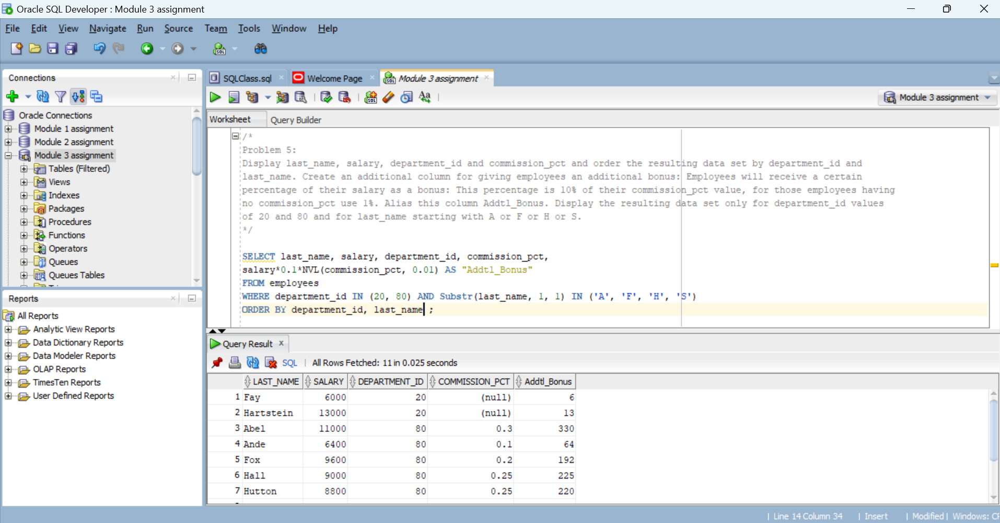 Oracle SQL Developer : Module 3 assignment
File Edit View Navigate Run Source Team Tools Window Help
Connections
Oracle Connections
Module 1 assignment
Module 2 assignment
Module 3 assignment
Tables (Filtered)
Views
Indexes
Packages
Procedures
Functions
Operators
Queues
Queues Tables
Reports
All Reports
Analytic View Reports
Data Dictionary Reports
Data Modeler Reports
OLAP Reports
TimesTen Reports
User Defined Reports
SQLClass.sql Welcome Page Module 3 assignment
Module 3 assignment
Worksheet Query Builder
/*
Problem 5:
Display last_name, salary, department_id and commission_pct and order the resulting data set by department_id and
last_name. Create an additional column for giving employees an additional bonus: Employees will receive a certain
percentage of their salary as a bonus: This percentage is 10% of their commission_pct value, for those employees having
no commission_pct use 1%. Alias this column Addtl_Bonus. Display the resulting data set only for department_id values
of 20 and 80 and for last_name starting with A or F or H or S.
*/
SELECT last_name, salary, department_id, commission_pct,
salary*0.1*NVL(commission_pct, 0.01) AS "Addtl_Bonus"
FROM employees
WHERE department_id IN (20, 80) AND Substr(last_name, 1, 1) IN ('A', 'F', 'H', 'S')
ORDER BY department_id, last_name ;
Query Result
SQL All Rows Fetched: 11 in 0.025 seconds
LAST_NAME SALARY DEPARTMENT_ID COMMISSION_PCT Addtl_Bonus
1 Fay 6000 20 (null) 6
2 Hartstein 13000 20 (null) 13
3 Abel 11000 80 0.3 330
4 Ande 6400 80 0.1 64
5 Fox 9600 80 0.2 192
6 Hall 9000 80 0.25 225
7 Hutton 8800 80 0.25 220
Line 14 Column 34 | Insert | Modified | Windows: